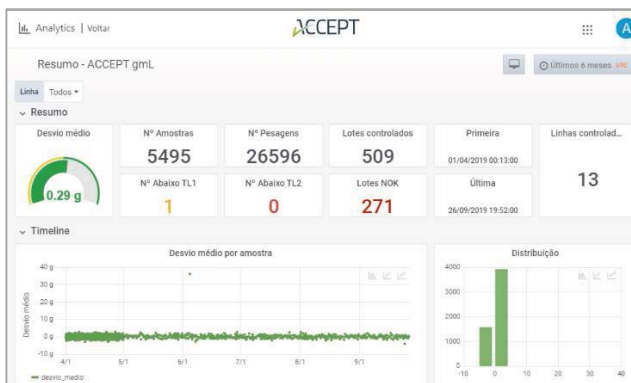 Analytics | Voltar
ACCEPT
A
Resumo - ACCEPT gmL
Últimos 6 meses UTC
Linha Todos
Resumo
Desvio médio
0.29 g
Nº Amostras
5495
Nº Pesagens
26596
Lotes controlados
509
Primeira
01/04/2019 00:13:00
Linhas controlad...
13
Nº Abaixo TL1
1
Nº Abaixo TL2
0
Lotes NOK
271
Última
26/09/2019 19:52:00
Timeline
Desvio médio por amostra
Desvio médio
40 g
30 g
20 g
10 g
0 g
-10 g
4/1 5/1 6/1 7/1 8/1 9/1
desvio_medio
Distribuição
4000
3000
2000
1000
0
-10 0 10 20 30 40